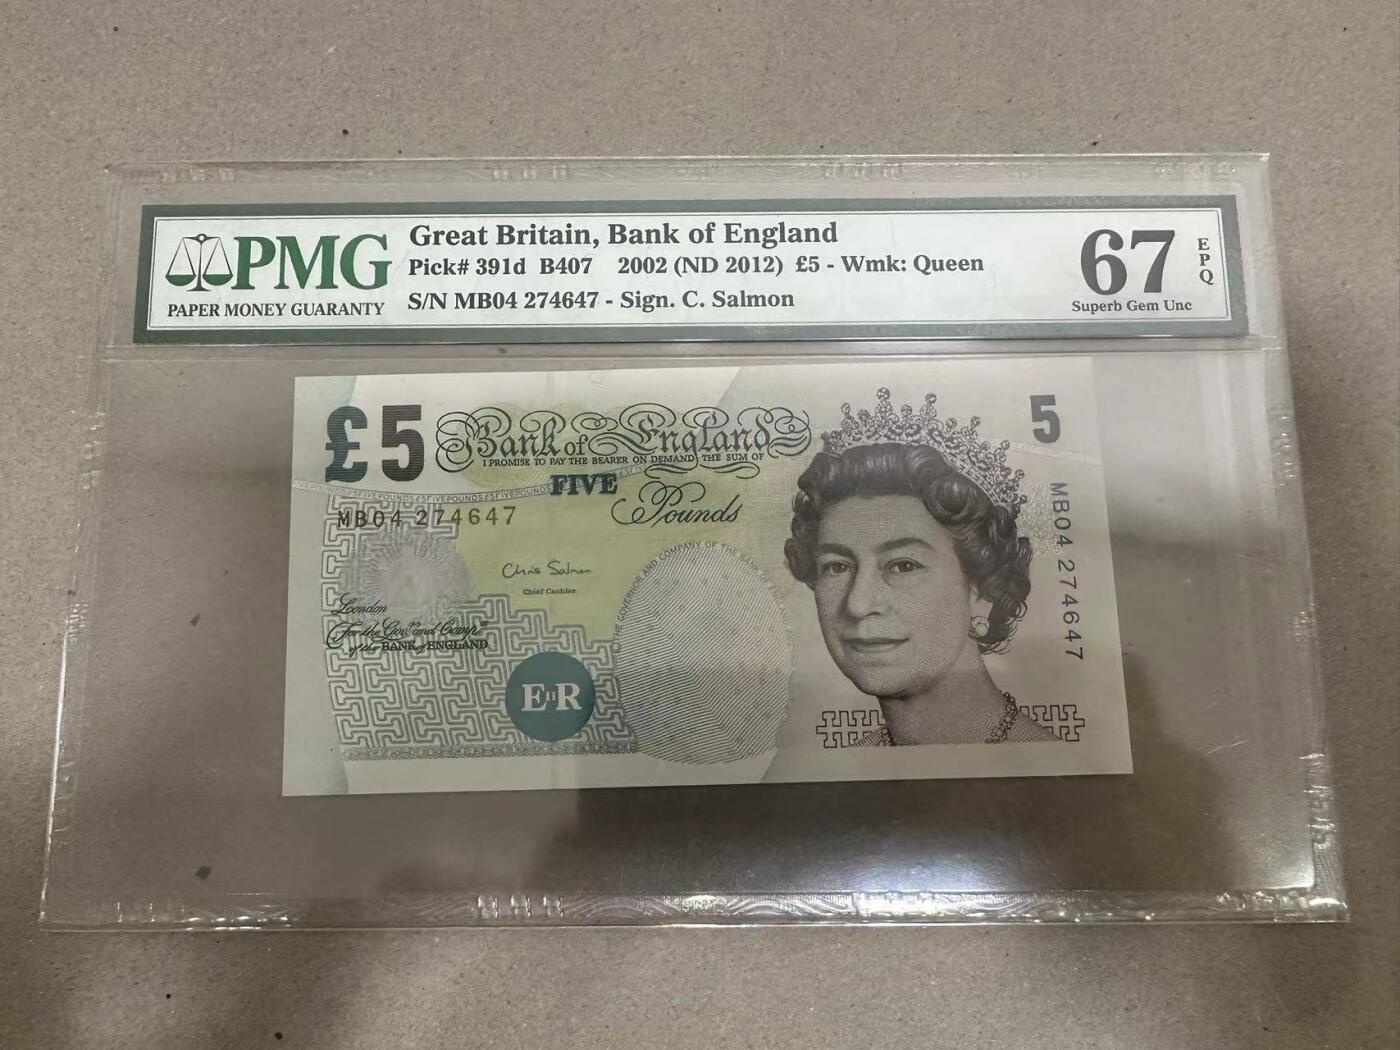 PMG
PAPER MONEY GUARANTY
Great Britain, Bank of England
Pick# 391d B407 2002 (ND 2012) £5 - Wmk: Queen
S/N MB04 274647 - Sign. C. Salmon
67
EPQ
Superb Gem Unc
£5
Bank of England
I PROMISE TO PAY THE BEARER ON DEMAND THE SUM OF
FIVE
Pounds
5
MB04 274647
MB04 274647
Chris Salmon
Chief Cashier
London
For the Govr and Compa
of the BANK of ENGLAND
THE GOVERNOR AND COMPANY OF THE BANK OF
EIIR